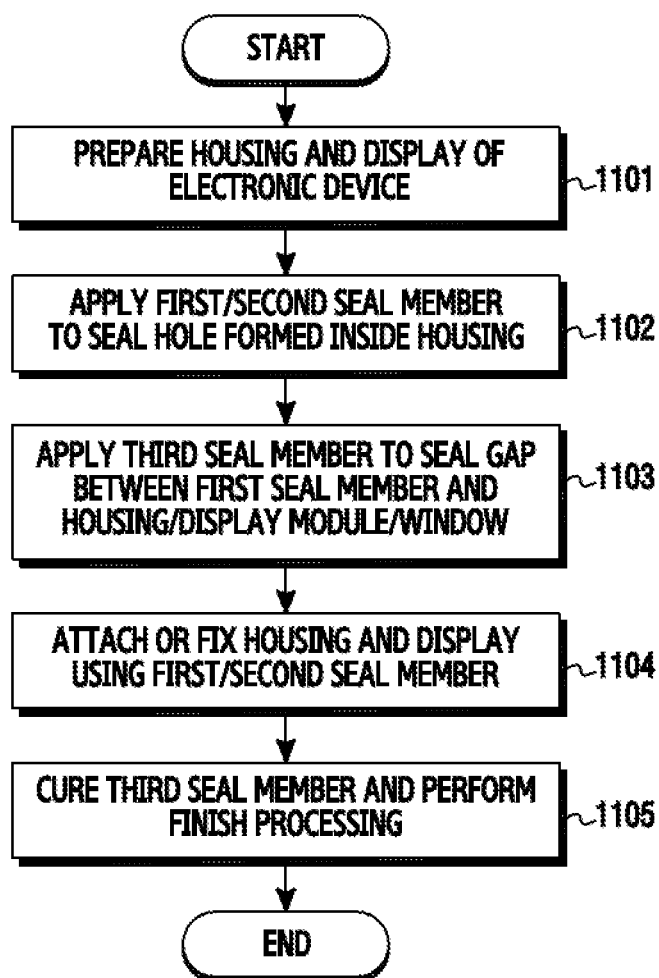 START
PREPARE HOUSING AND DISPLAY OF
ELECTRONIC DEVICE
1101
APPLY FIRST/SECOND SEAL MEMBER
TO SEAL HOLE FORMED INSIDE HOUSING
1102
APPLY THIRD SEAL MEMBER TO SEAL GAP
BETWEEN FIRST SEAL MEMBER AND
HOUSING/DISPLAY MODULE/WINDOW
1103
ATTACH OR FIX HOUSING AND DISPLAY
USING FIRST/SECOND SEAL MEMBER
1104
CURE THIRD SEAL MEMBER AND PERFORM
FINISH PROCESSING
1105
END